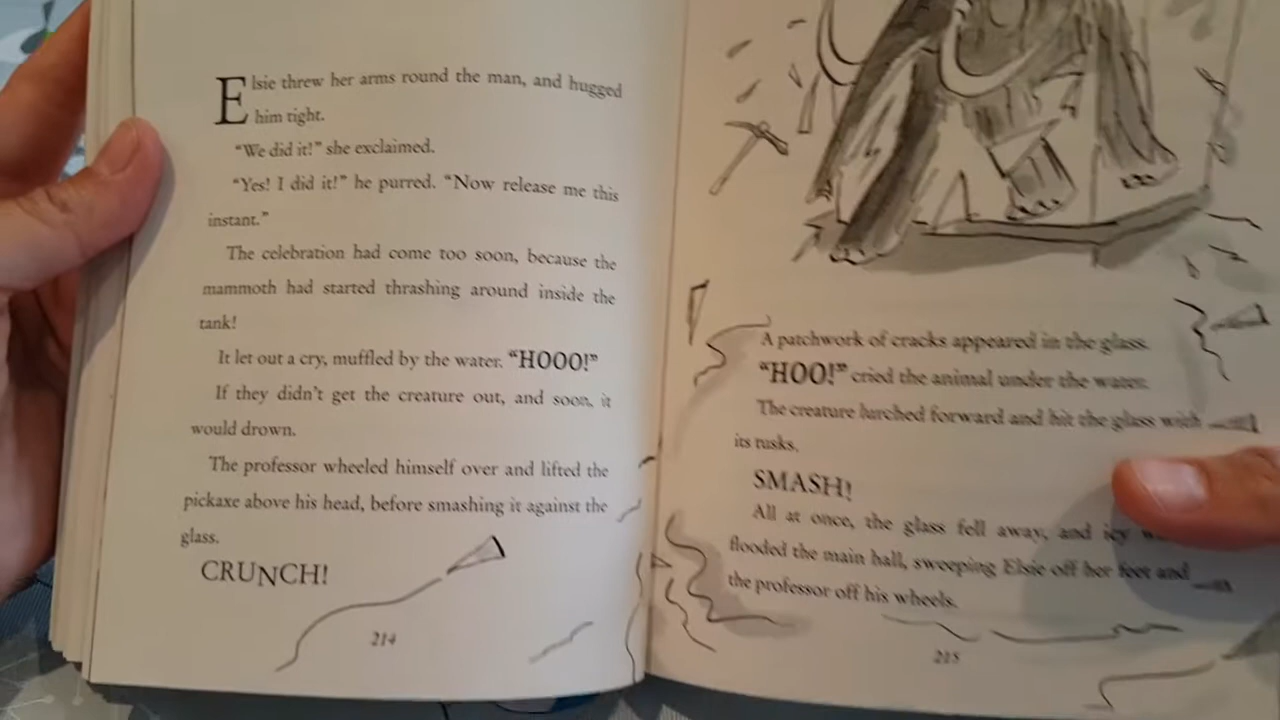 Elsie threw her arms round the man, and hugged
him tight.
“We did it!” she exclaimed.
“Yes! I did it!” he purred. “Now release me this
instant.”
The celebration had come too soon, because the
mammoth had started thrashing around inside the
tank!
It let out a cry, muffled by the water. “HOOO!”
If they didn’t get the creature out, and soon, it
would drown.
The professor wheeled himself over and lifted the
pickaxe above his head, before smashing it against the
glass.
CRUNCH!
214
A patchwork of cracks appeared in the glass.
“HOO!” cried the animal under the water.
The creature lurched forward and hit the glass with
its tusks.
SMASH!
All at once, the glass fell away, and icy
flooded the main hall, sweeping Elsie off her feet and
the professor off his wheels.
215